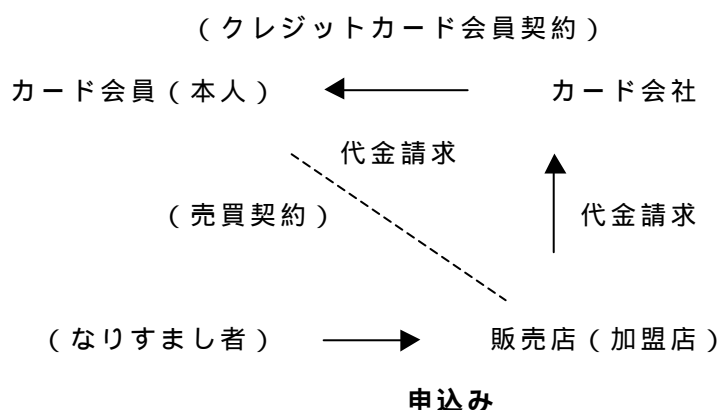 （クレジットカード会員契約）
カード会員（本人）　カード会社
代金請求
（売買契約）　代金請求
（なりすまし者）　販売店（加盟店）
申込み